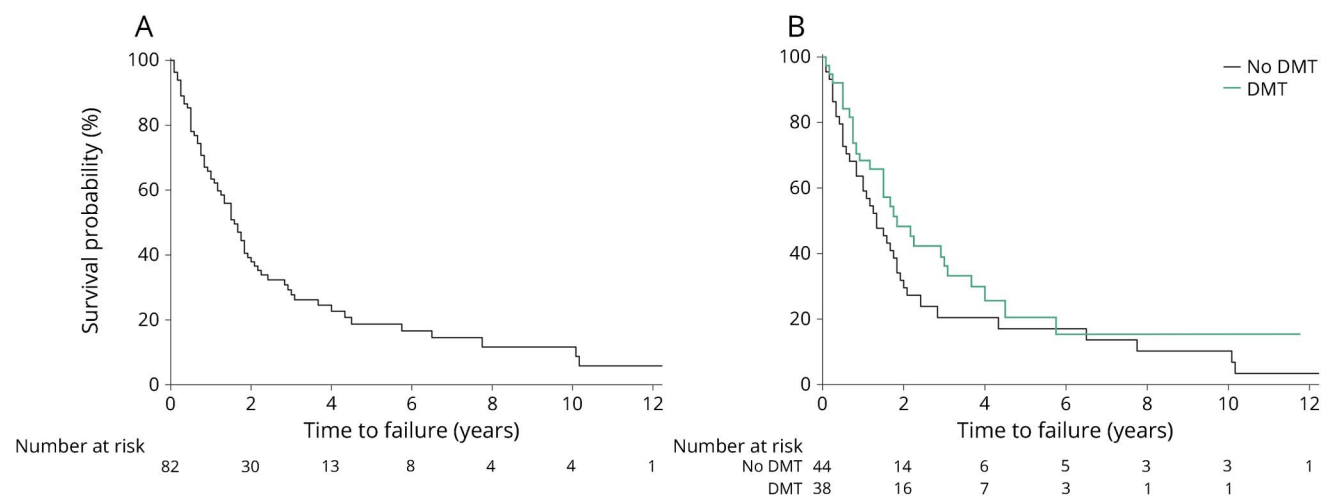 A
Survival probability (%)
100
80
60
40
20
0
0 2 4 6 8 10 12
Time to failure (years)
Number at risk
82 30 13 8 4 4 1
B
No DMT
DMT
100
80
60
40
20
0
0 2 4 6 8 10 12
Time to failure (years)
Number at risk
No DMT 44 14 6 5 3 3 1
DMT 38 16 7 3 1 1